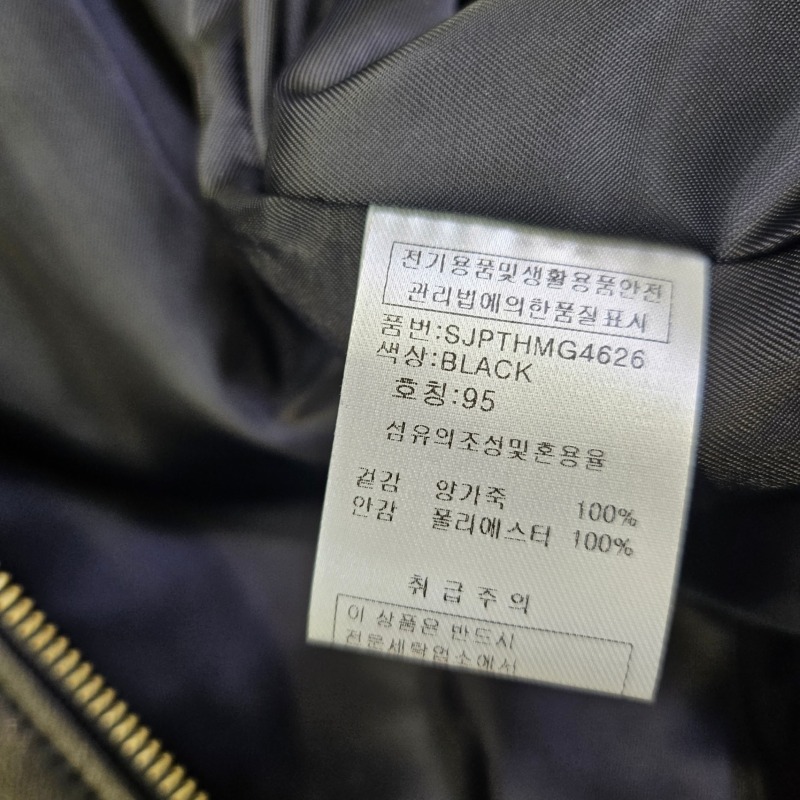 전기용품및생활용품안전
관리법에의한품질표시
품번:SJPTHMG4626
색상:BLACK
호칭:95
섬유의조성및혼용율
겉감 양가죽 100%
안감 폴리에스터 100%
취급주의
이 상품은 반드시
전문세탁업소에서